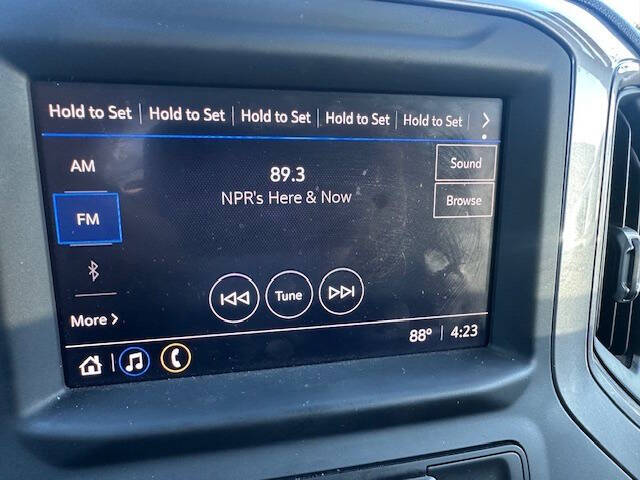 Hold to Set Hold to Set Hold to Set Hold to Set Hold to Set >
AM
89.3
Sound
FM
NPR's Here & Now
Browse
Tune
More >
88° 4:23